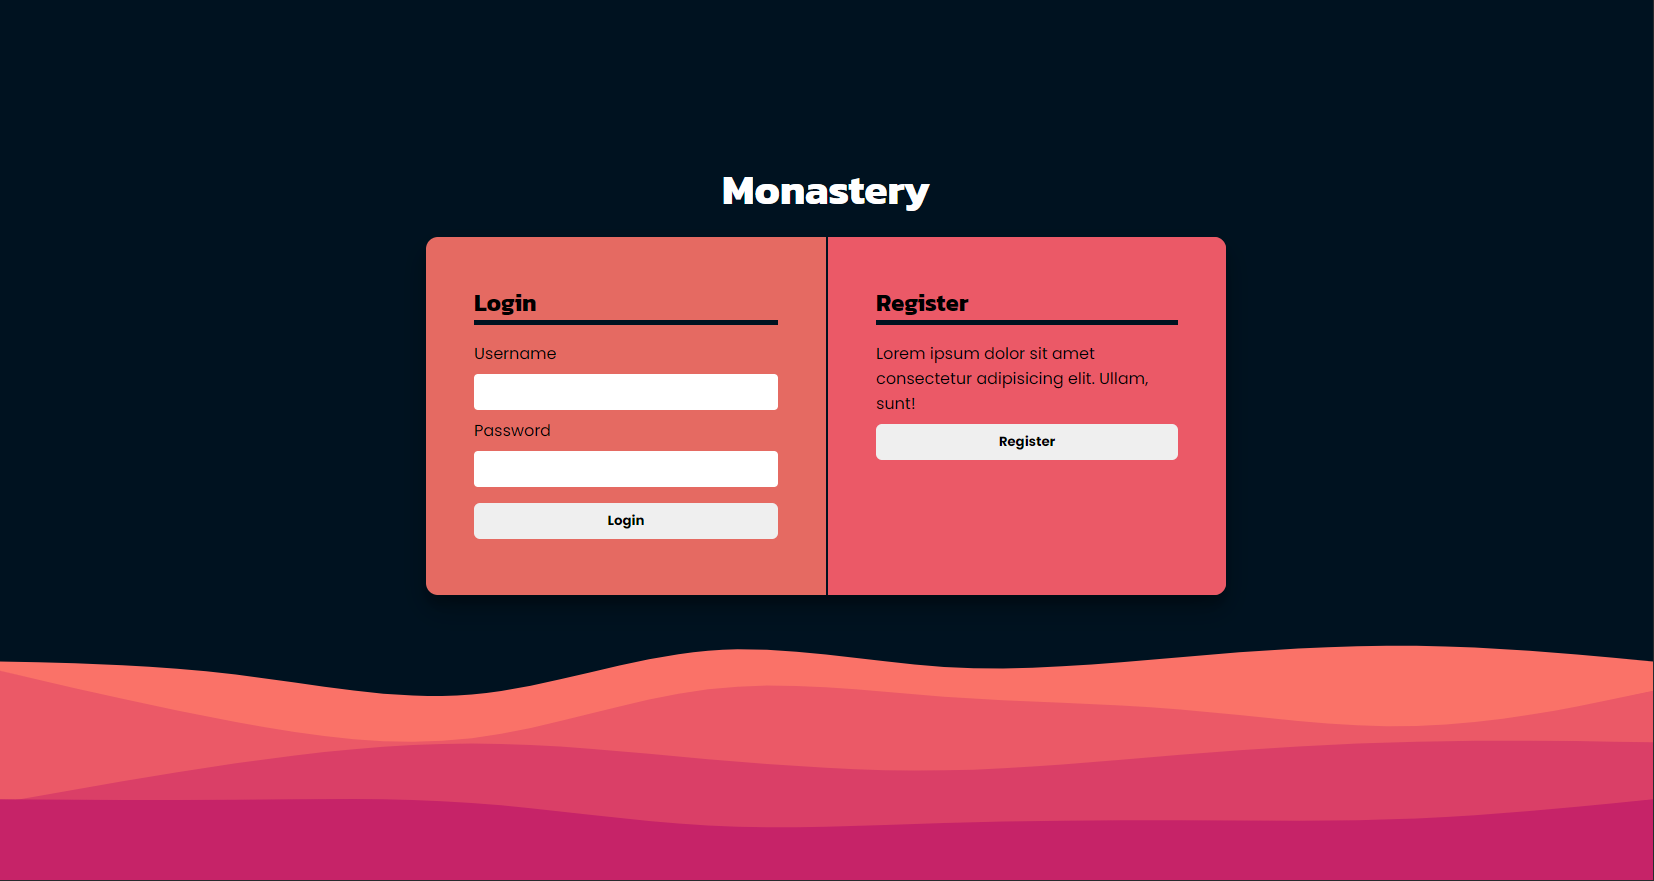 Monastery
Login
Username
Password
Login
Register
Lorem ipsum dolor sit amet
consectetur adipisicing elit. Ullam,
sunt!
Register